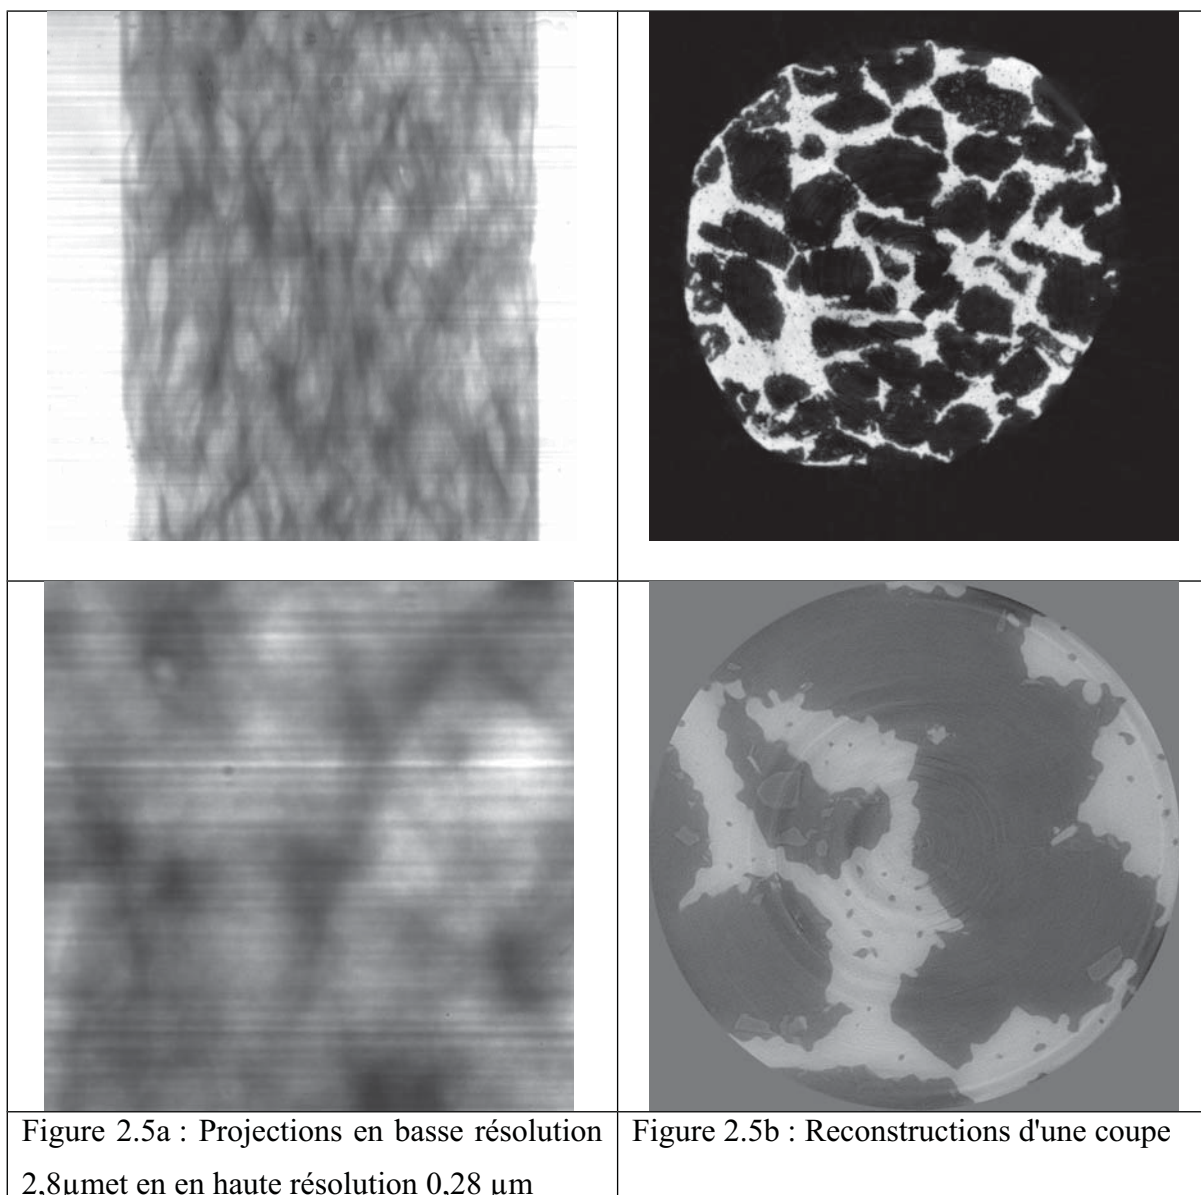 Figure 2.5a : Projections en basse résolution
2,8µmet en en haute résolution 0,28 µm
Figure 2.5b : Reconstructions d'une coupe